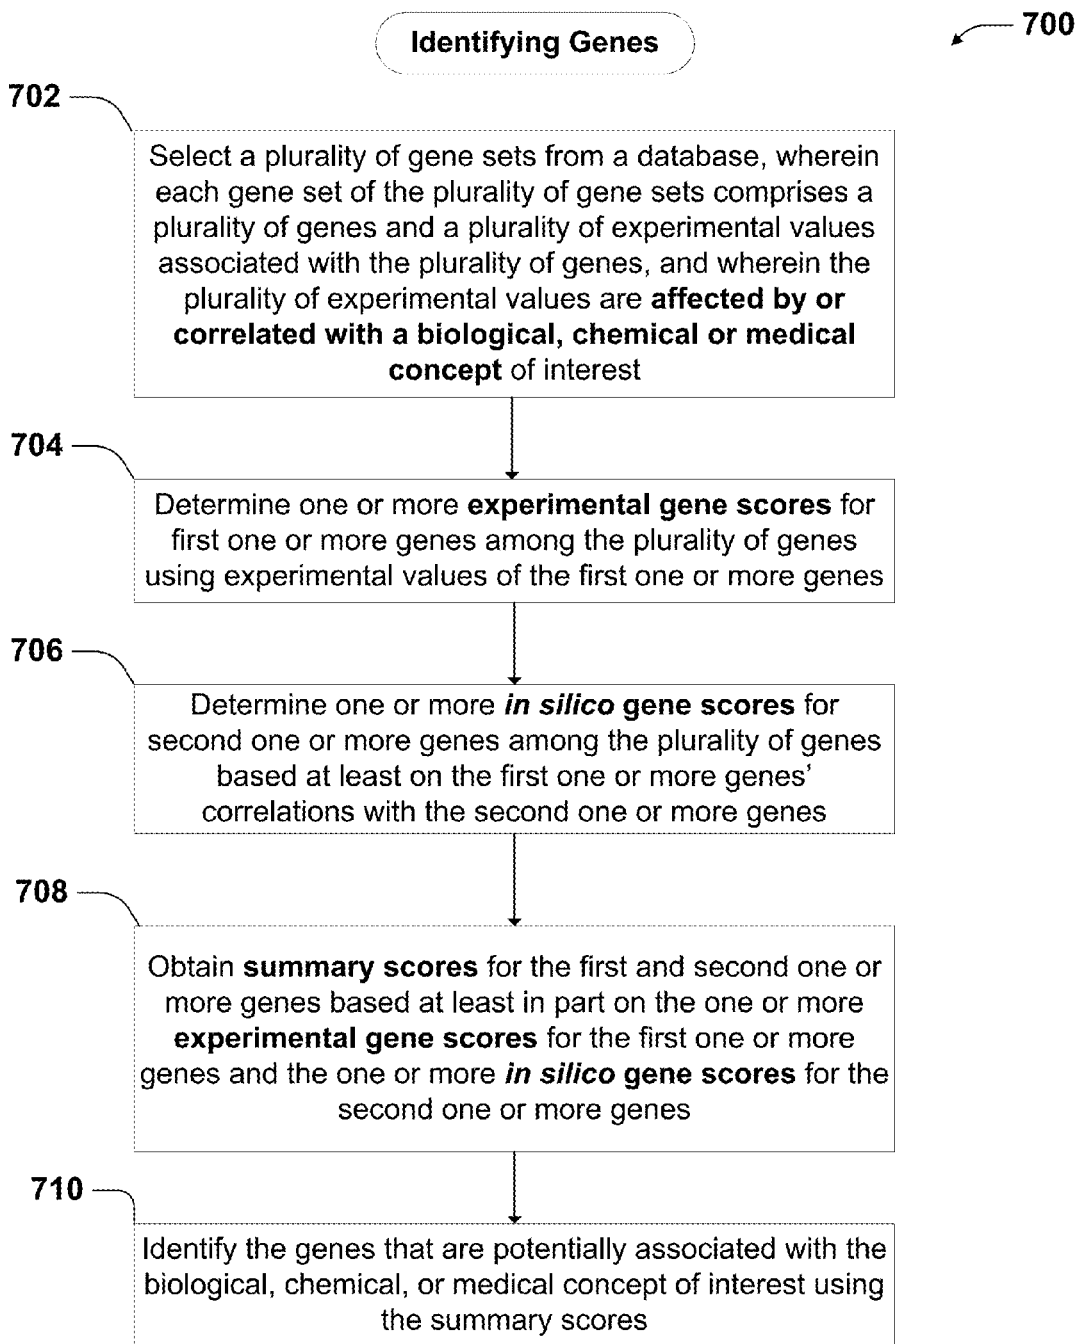 Identifying Genes
700
702
Select a plurality of gene sets from a database, wherein
each gene set of the plurality of gene sets comprises a
plurality of genes and a plurality of experimental values
associated with the plurality of genes, and wherein the
plurality of experimental values are affected by or
correlated with a biological, chemical or medical
concept of interest
704
Determine one or more experimental gene scores for
first one or more genes among the plurality of genes
using experimental values of the first one or more genes
706
Determine one or more in silico gene scores for
second one or more genes among the plurality of genes
based at least on the first one or more genes’
correlations with the second one or more genes
708
Obtain summary scores for the first and second one or
more genes based at least in part on the one or more
experimental gene scores for the first one or more
genes and the one or more in silico gene scores for the
second one or more genes
710
Identify the genes that are potentially associated with the
biological, chemical, or medical concept of interest using
the summary scores